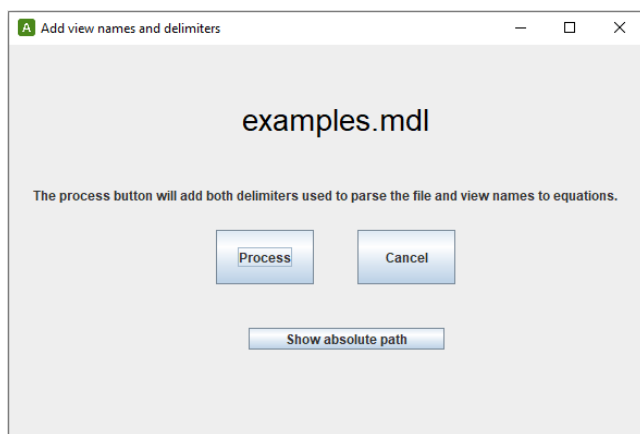 A Add view names and delimiters
examples.mdl
The process button will add both delimiters used to parse the file and view names to equations.
Process Cancel
Show absolute path